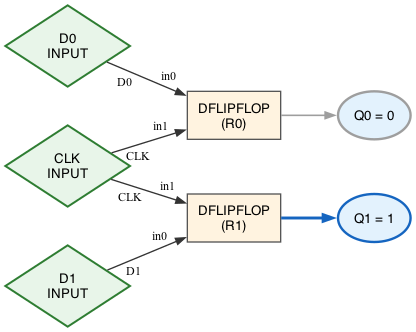 D0
INPUT
in0
D0
DFLIPFLOP
(R0)
Q0 = 0
in1
CLK
CLK
INPUT
in1
CLK
DFLIPFLOP
(R1)
Q1 = 1
in0
D1
D1
INPUT